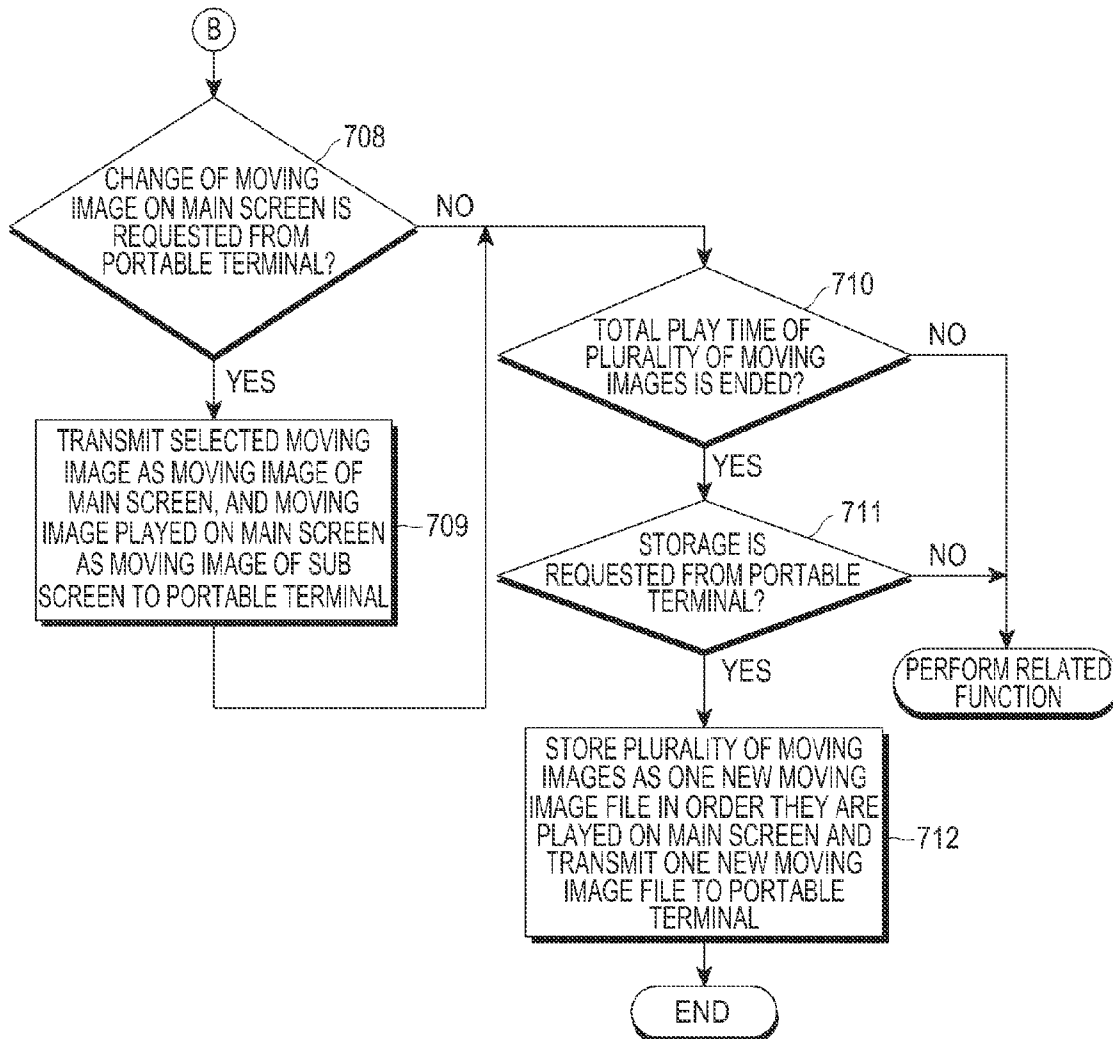 B
708
CHANGE OF MOVING
IMAGE ON MAIN SCREEN IS
REQUESTED FROM
PORTABLE TERMINAL?
NO
YES
TRANSMIT SELECTED MOVING
IMAGE AS MOVING IMAGE OF
MAIN SCREEN, AND MOVING
IMAGE PLAYED ON MAIN SCREEN
AS MOVING IMAGE OF SUB
SCREEN TO PORTABLE TERMINAL
709
710
TOTAL PLAY TIME OF
PLURALITY OF MOVING
IMAGES IS ENDED?
NO
YES
711
STORAGE IS
REQUESTED FROM PORTABLE
TERMINAL?
NO
YES
PERFORM RELATED
FUNCTION
STORE PLURALITY OF MOVING
IMAGES AS ONE NEW MOVING
IMAGE FILE IN ORDER THEY ARE
PLAYED ON MAIN SCREEN AND
TRANSMIT ONE NEW MOVING
IMAGE FILE TO PORTABLE
TERMINAL
712
END